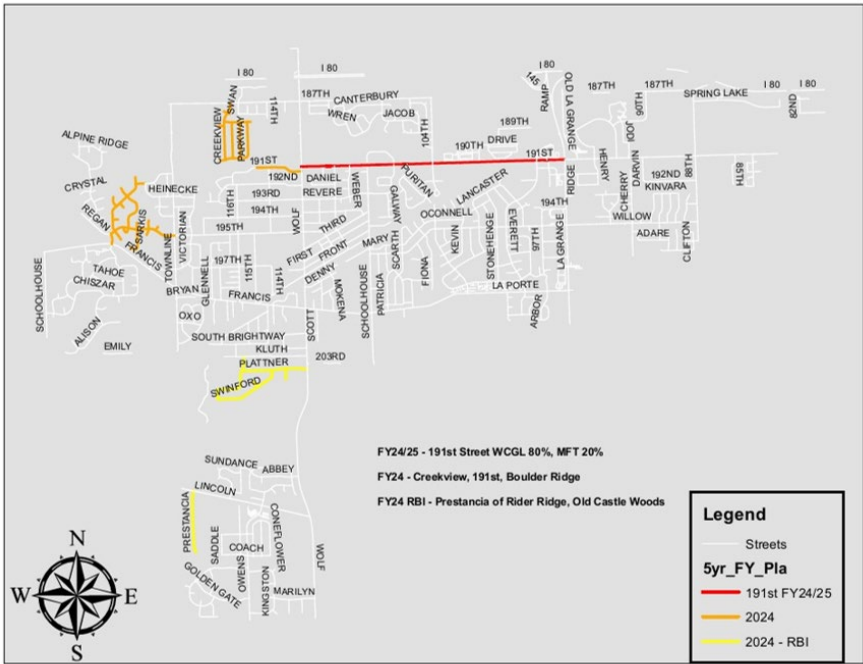 I 80
I 80
I 80
SWAN
114TH
187TH
CANTERBURY
WREN
JACOB
104TH
145
RAMP
OLD LA GRANGE
187TH
90TH
187TH
SPRING LAKE
I 80
I 80
82ND
ALPINE RIDGE
CREEKVIEW
PARKWAY
191ST
189TH
DRIVE
190TH
191ST
JODI
CRYSTAL
HEINECKE
192ND
DANIEL
193RD
REVERE
WEBER
PURITAN
LANCASTER
RIDGE
HENRY
CHERRY
DARVIN
192ND
KINVARA
88TH
85TH
REGAN
SARKIS
FRANCIS
TOWNLINE
VICTORIAN
116TH
194TH
195TH
WOLF
THIRD
GALWAY
SCARTH
OCONNELL
194TH
WILLOW
ADARE
CLIFTON
SCHOOLHOUSE
TAHOE
CHISZAR
197TH
115TH
114TH
FIRST
FRONT
MARY
DENNY
FIONA
KEVIN
STONEHENGE
EVERETT
97TH
LA GRANGE
BRYAN
GLENNELL
FRANCIS
MOKENA
SCHOOLHOUSE
PATRICIA
LA PORTE
ARBOR
ALISON
EMILY
OXO
SOUTH BRIGHTWAY
SCOTT
KLUTH
PLATTNER
203RD
SWINFORD
FY24/25 - 191st Street WCGL 80%, MFT 20%
FY24 - Creekview, 191st, Boulder Ridge
FY24 RBI - Prestancia of Rider Ridge, Old Castle Woods
SUNDANCE
ABBEY
LINCOLN
PRESTANCIA
SADDLE
COACH
CONEFLOWER
OWENS
WOLF
GOLDEN GATE
KINGSTON
MARILYN
N
W
E
S
Legend
Streets
5yr_FY_Pla
191st FY24/25
2024
2024 - RBI